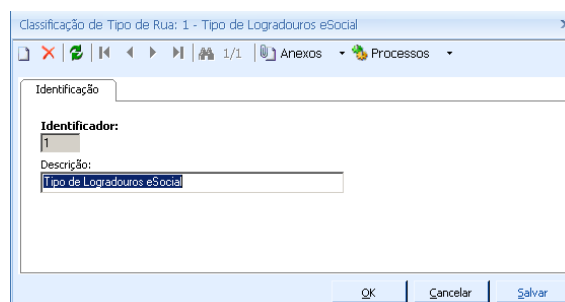 Classificação de Tipo de Rua: 1 - Tipo de Logradouros eSocial
1/1 Anexos Processos
Identificação
Identificador:
1
Descrição:
Tipo de Logradouros eSocial
OK Cancelar Salvar